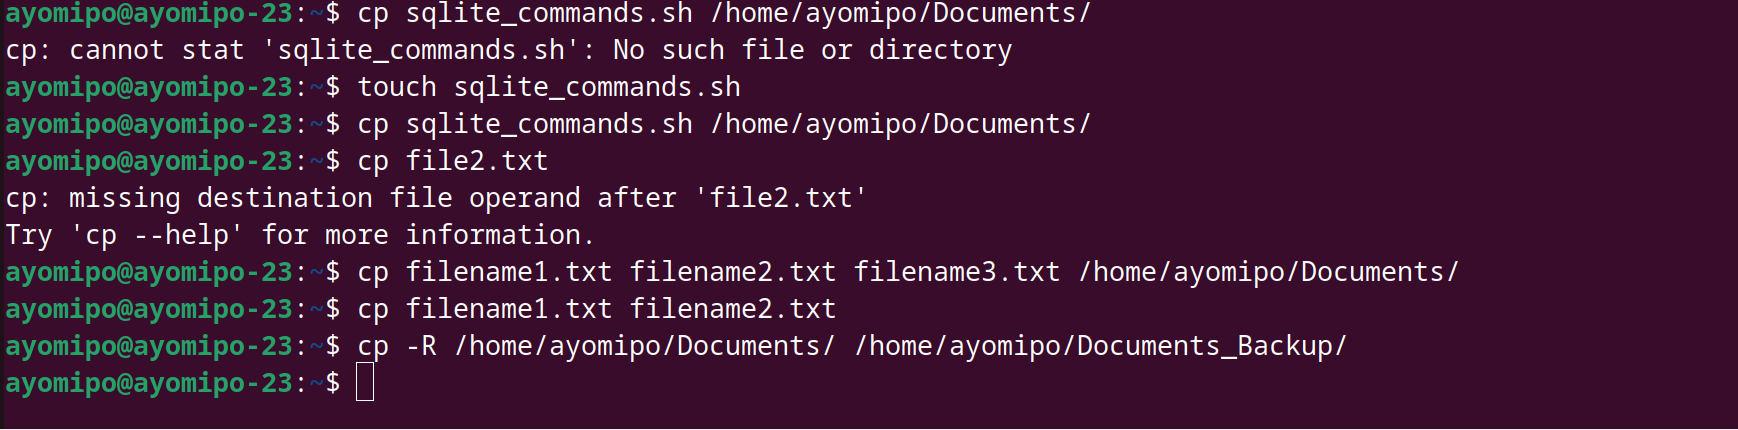 ayomipo@ayomipo-23:~$ cp sqlite_commands.sh /home/ayomipo/Documents/
cp: cannot stat 'sqlite_commands.sh': No such file or directory
ayomipo@ayomipo-23:~$ touch sqlite_commands.sh
ayomipo@ayomipo-23:~$ cp sqlite_commands.sh /home/ayomipo/Documents/
ayomipo@ayomipo-23:~$ cp file2.txt
cp: missing destination file operand after 'file2.txt'
Try 'cp --help' for more information.
ayomipo@ayomipo-23:~$ cp filename1.txt filename2.txt filename3.txt /home/ayomipo/Documents/
ayomipo@ayomipo-23:~$ cp filename1.txt filename2.txt
ayomipo@ayomipo-23:~$ cp -R /home/ayomipo/Documents/ /home/ayomipo/Documents_Backup/
ayomipo@ayomipo-23:~$